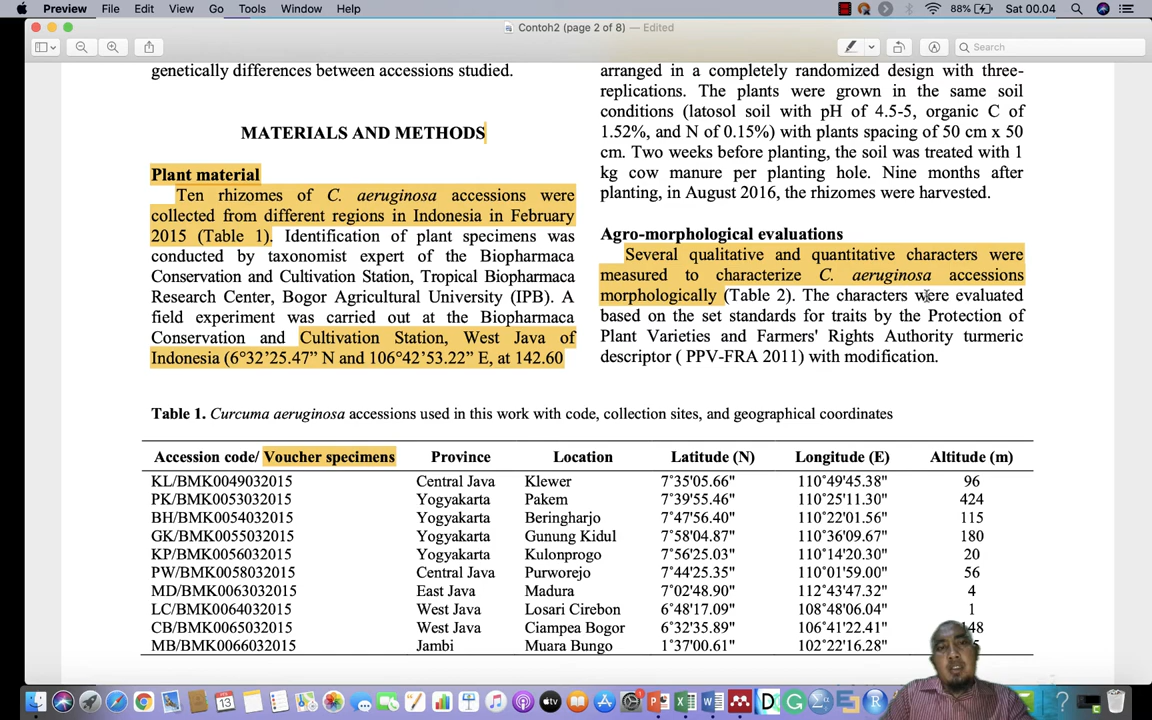 Preview File Edit View Go Tools Window Help
88% Sat 00.04
Contoh2 (page 2 of 8) — Edited
Search
genetically differences between accessions studied.
MATERIALS AND METHODS
Plant material
Ten rhizomes of C. aeruginosa accessions were
collected from different regions in Indonesia in February
2015 (Table 1). Identification of plant specimens was
conducted by taxonomist expert of the Biopharmaca
Conservation and Cultivation Station, Tropical Biopharmaca
Research Center, Bogor Agricultural University (IPB). A
field experiment was carried out at the Biopharmaca
Conservation and Cultivation Station, West Java of
Indonesia (6°32’25.47” N and 106°42’53.22” E, at 142.60
arranged in a completely randomized design with three-
replications. The plants were grown in the same soil
conditions (latosol soil with pH of 4.5-5, organic C of
1.52%, and N of 0.15%) with plants spacing of 50 cm x 50
cm. Two weeks before planting, the soil was treated with 1
kg cow manure per planting hole. Nine months after
planting, in August 2016, the rhizomes were harvested.
Agro-morphological evaluations
Several qualitative and quantitative characters were
measured to characterize C. aeruginosa accessions
morphologically (Table 2). The characters were evaluated
based on the set standards for traits by the Protection of
Plant Varieties and Farmers' Rights Authority turmeric
descriptor ( PPV-FRA 2011) with modification.
Table 1. Curcuma aeruginosa accessions used in this work with code, collection sites, and geographical coordinates
Accession code/ Voucher specimens Province Location Latitude (N) Longitude (E) Altitude (m)
KL/BMK0049032015 Central Java Klewer 7˚35'05.66" 110˚49'45.38" 96
PK/BMK0053032015 Yogyakarta Pakem 7˚39'55.46" 110˚25'11.30" 424
BH/BMK0054032015 Yogyakarta Beringharjo 7˚47'56.40" 110˚22'01.56" 115
GK/BMK0055032015 Yogyakarta Gunung Kidul 7˚58'04.87" 110˚36'09.67" 180
KP/BMK0056032015 Yogyakarta Kulonprogo 7˚56'25.03" 110˚14'20.30" 20
PW/BMK0058032015 Central Java Purworejo 7˚44'25.35" 110˚01'59.00" 56
MD/BMK0063032015 East Java Madura 7˚02'48.90" 112˚43'47.32" 4
LC/BMK0064032015 West Java Losari Cirebon 6˚48'17.09" 108˚48'06.04" 1
CB/BMK0065032015 West Java Ciampea Bogor 6˚32'35.89" 106˚41'22.41" 148
MB/BMK0066032015 Jambi Muara Bungo 1˚37'00.61" 102˚22'16.28"